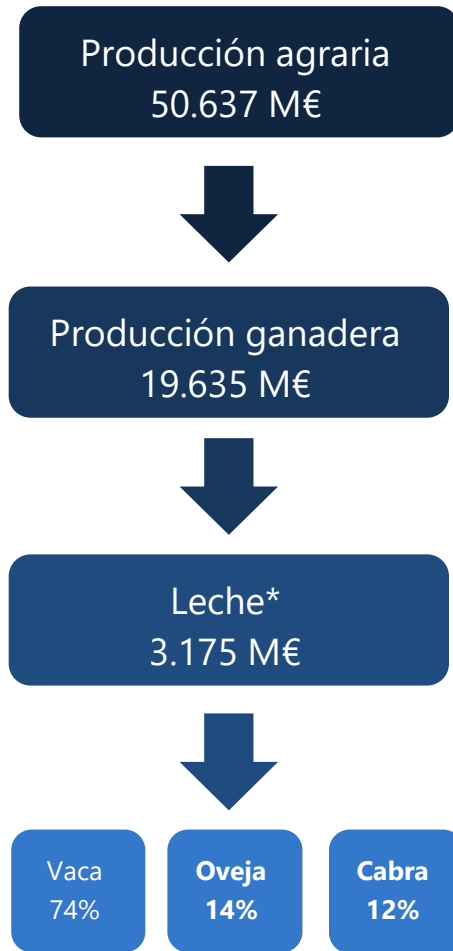 Producción agraria
50.637 M€
Producción ganadera
19.635 M€
Leche*
3.175 M€
Vaca
74%
Oveja
14%
Cabra
12%